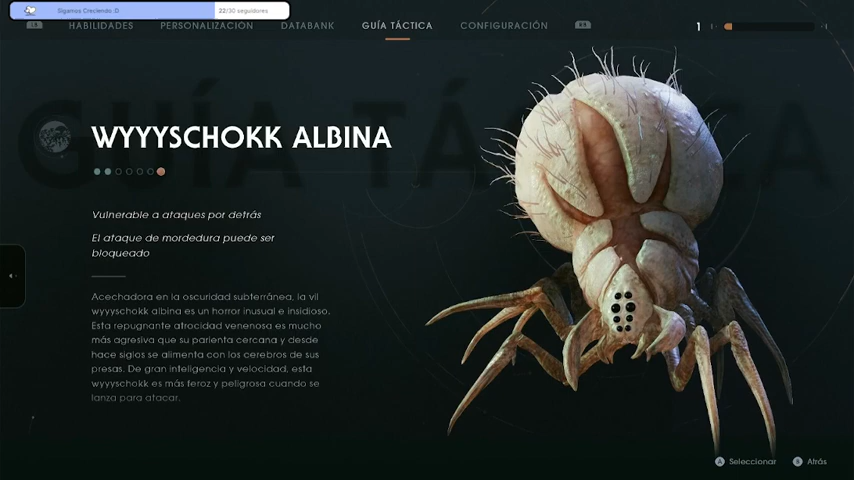 Sigamos Creciendo :D
22/30 seguidores
HABILIDADES
PERSONALIZACIÓN
DATABANK
GUÍA TÁCTICA
CONFIGURACIÓN
1
GUÍA TÁCTICA
WYYYSCHOKK ALBINA
Vulnerable a ataques por detrás
El ataque de mordedura puede ser
bloqueado
Acechadora en la oscuridad subterránea, la vil
wyyyschokk albina es un horror inusual e insidioso.
Esta repugnante atrocidad venenosa es mucho
más agresiva que su parienta cercana y desde
hace siglos se alimenta con los cerebros de sus
presas. De gran inteligencia y velocidad, esta
wyyyschokk es más feroz y peligrosa cuando se
lanza para atacar.
A Seleccionar
B Atrás